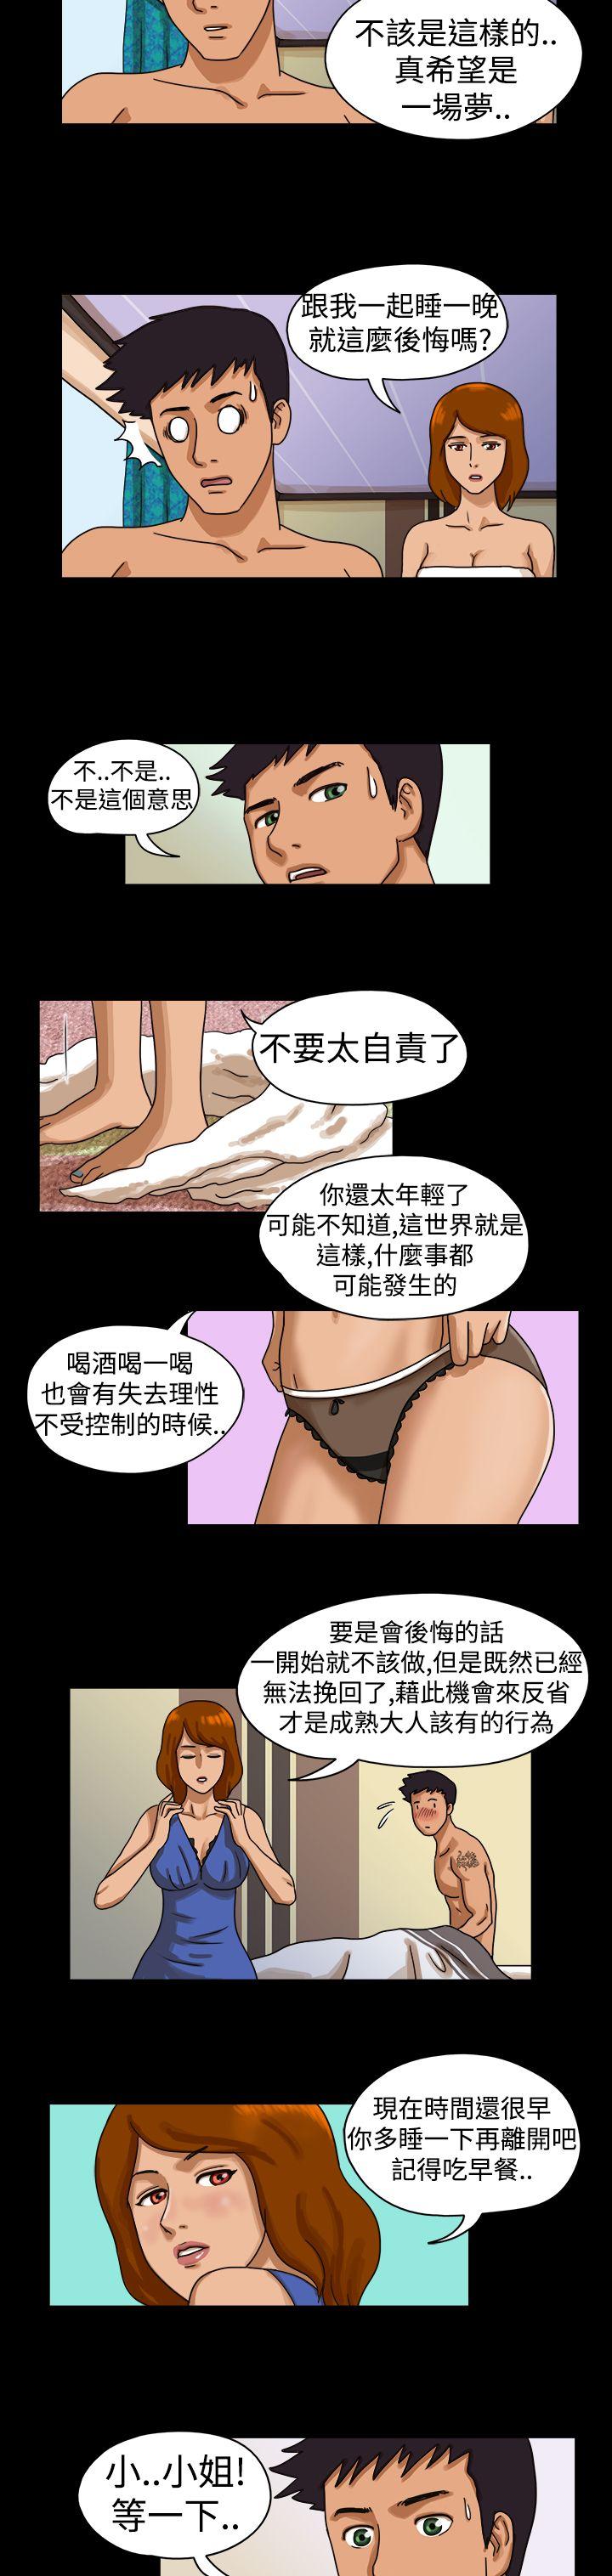 不該是這樣的..
真希望是
一場夢..
跟我一起睡一晚
就這麼後悔嗎?
不..不是..
不是這個意思
不要太自責了
你還太年輕了
可能不知道,這世界就是
這樣,什麼事都
可能發生的
喝酒喝一喝
也會有失去理性
不受控制的時候..
要是會後悔的話
一開始就不該做,但是既然已經
無法挽回了,藉此機會來反省
才是成熟大人該有的行為
現在時間還很早
你多睡一下再離開吧
記得吃早餐..
小..小姐!
等一下..